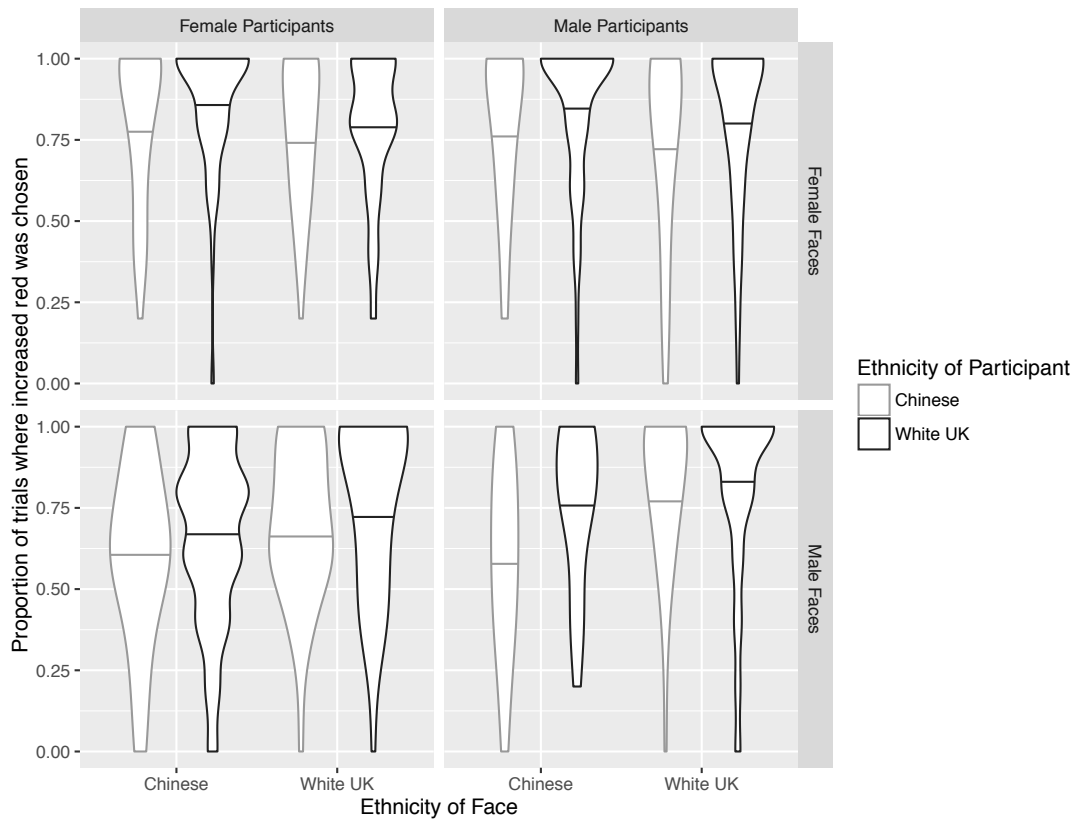 Female Participants
Male Participants
1.00
0.75
0.50
0.25
0.00
Female Faces
1.00
0.75
0.50
0.25
0.00
Male Faces
Proportion of trials where increased red was chosen
Chinese
White UK
Chinese
White UK
Ethnicity of Face
Ethnicity of Participant
Chinese
White UK